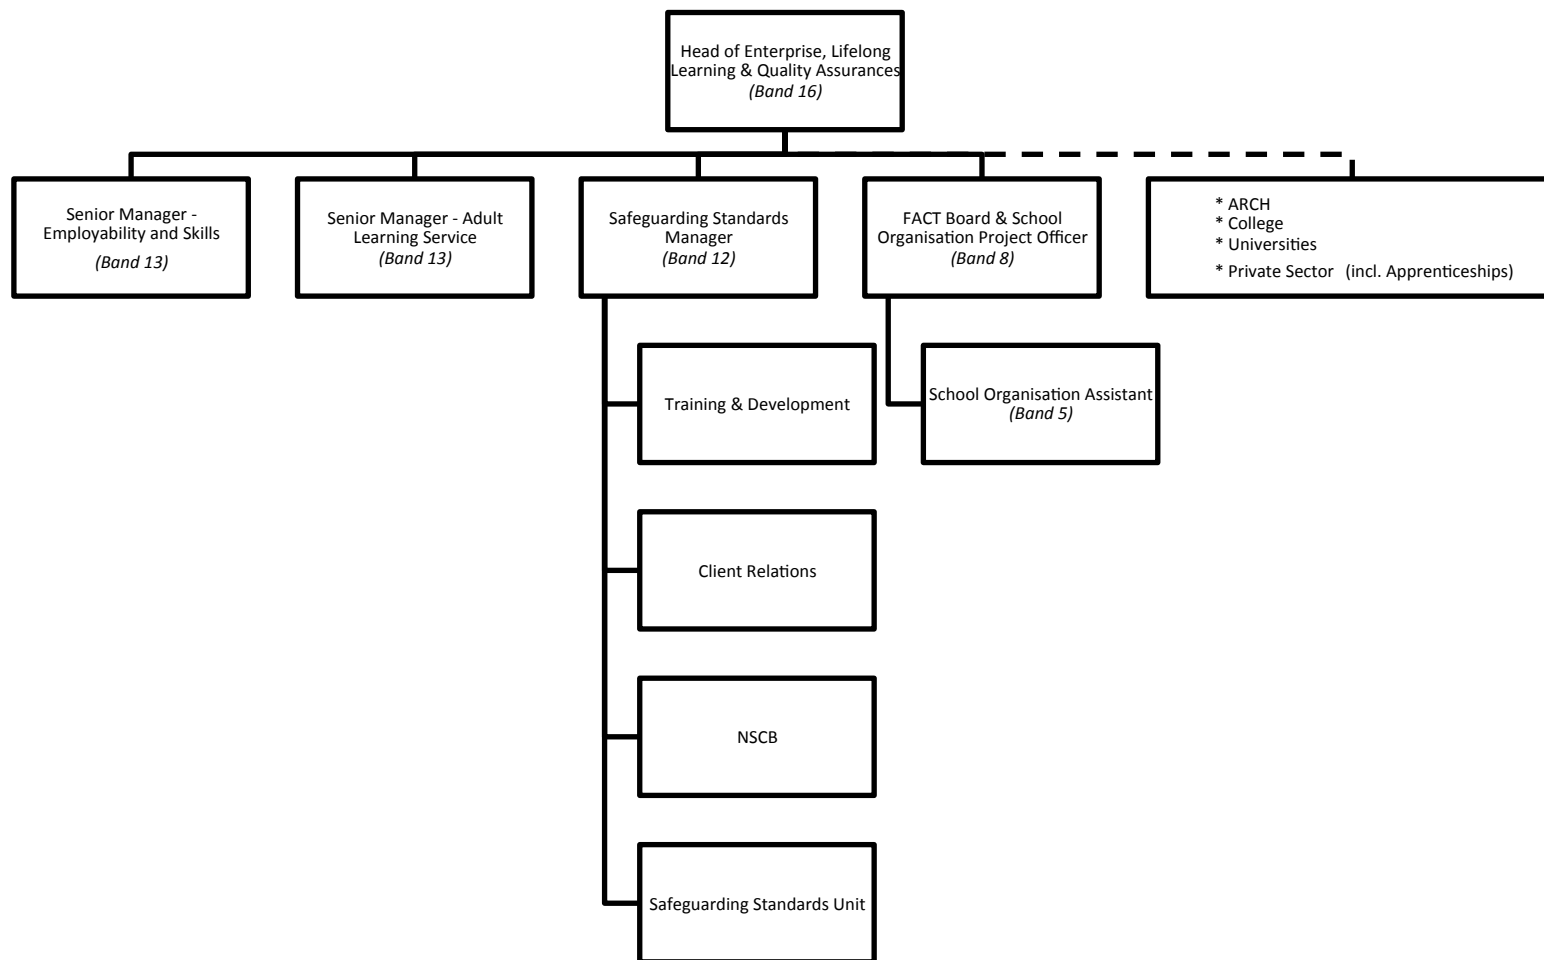 Head of Enterprise, Lifelong
Learning & Quality Assurances
(Band 16)
Senior Manager -
Employability and Skills
(Band 13)
Senior Manager - Adult
Learning Service
(Band 13)
Safeguarding Standards
Manager
(Band 12)
FACT Board & School
Organisation Project Officer
(Band 8)
* ARCH
* College
* Universities
* Private Sector (incl. Apprenticeships)
Training & Development
School Organisation Assistant
(Band 5)
Client Relations
NSCB
Safeguarding Standards Unit